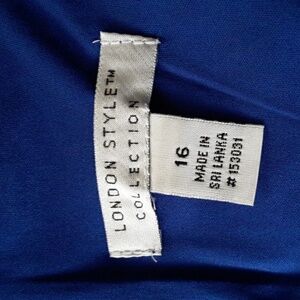 LONDON STYLE™
COLLECTION
16
MADE IN
SRI LANKA
# 153031